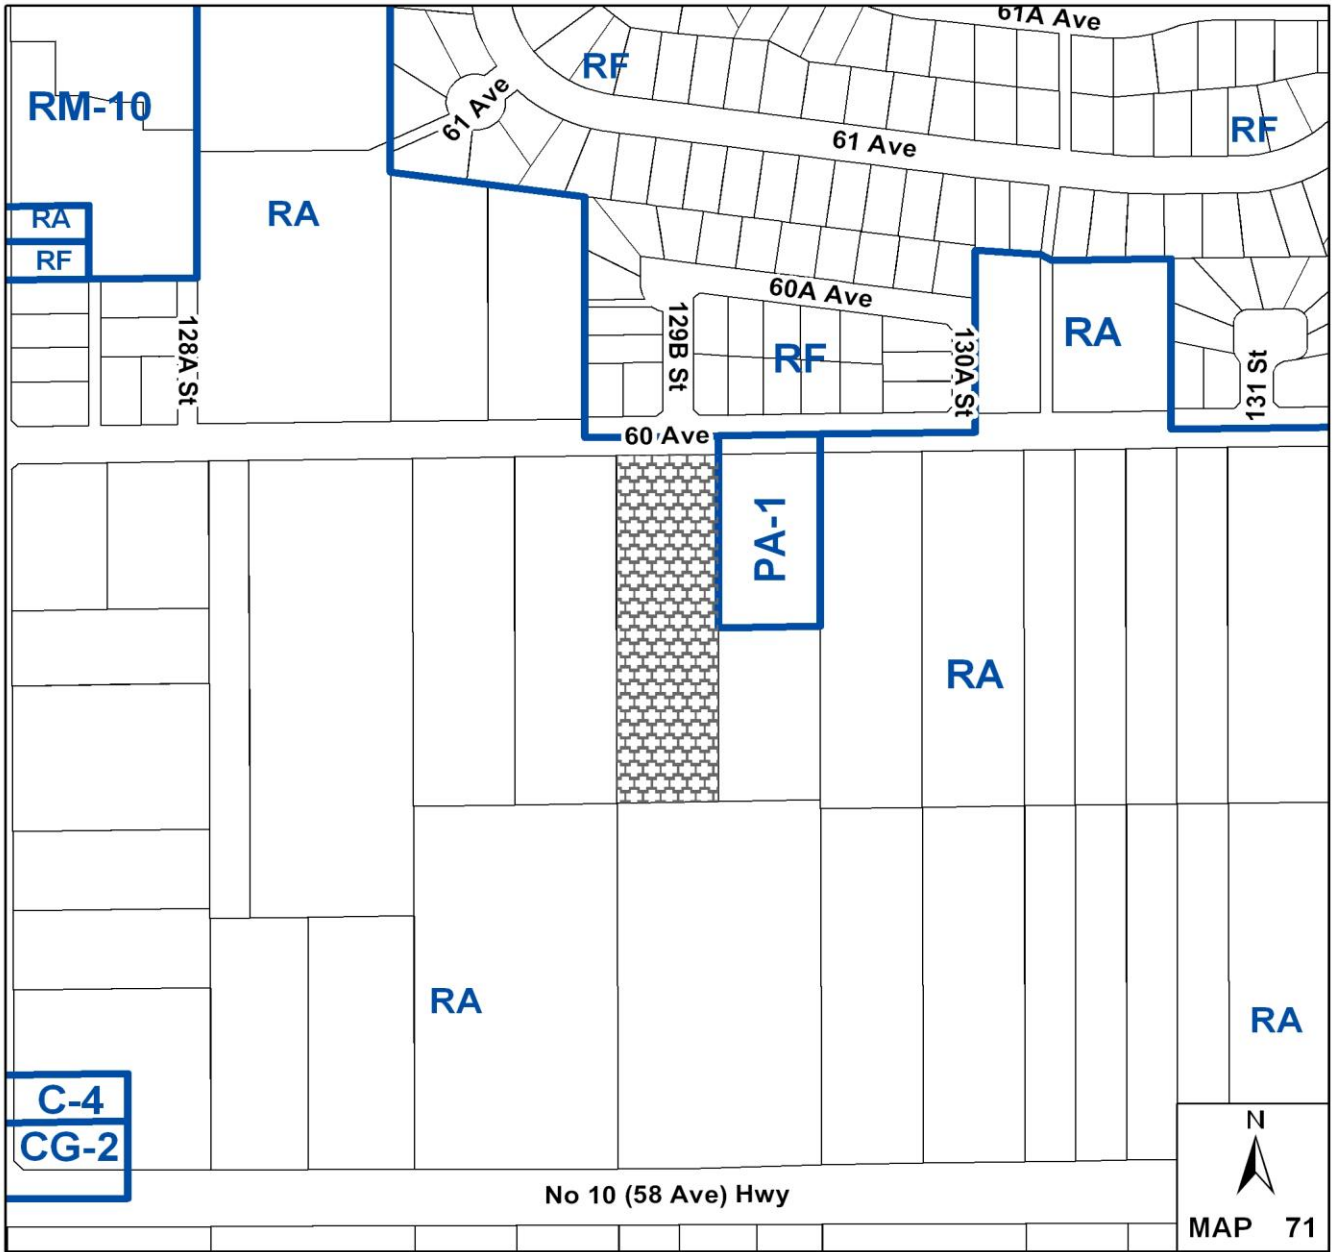 61A Ave
RF
RM-10
61 Ave
RF
61 Ave
RA
RA
RF
60A Ave
128A St
129B St
RF
130A St
RA
131 St
60 Ave
PA-1
RA
RA
RA
C-4
CG-2
N
No 10 (58 Ave) Hwy
MAP 71